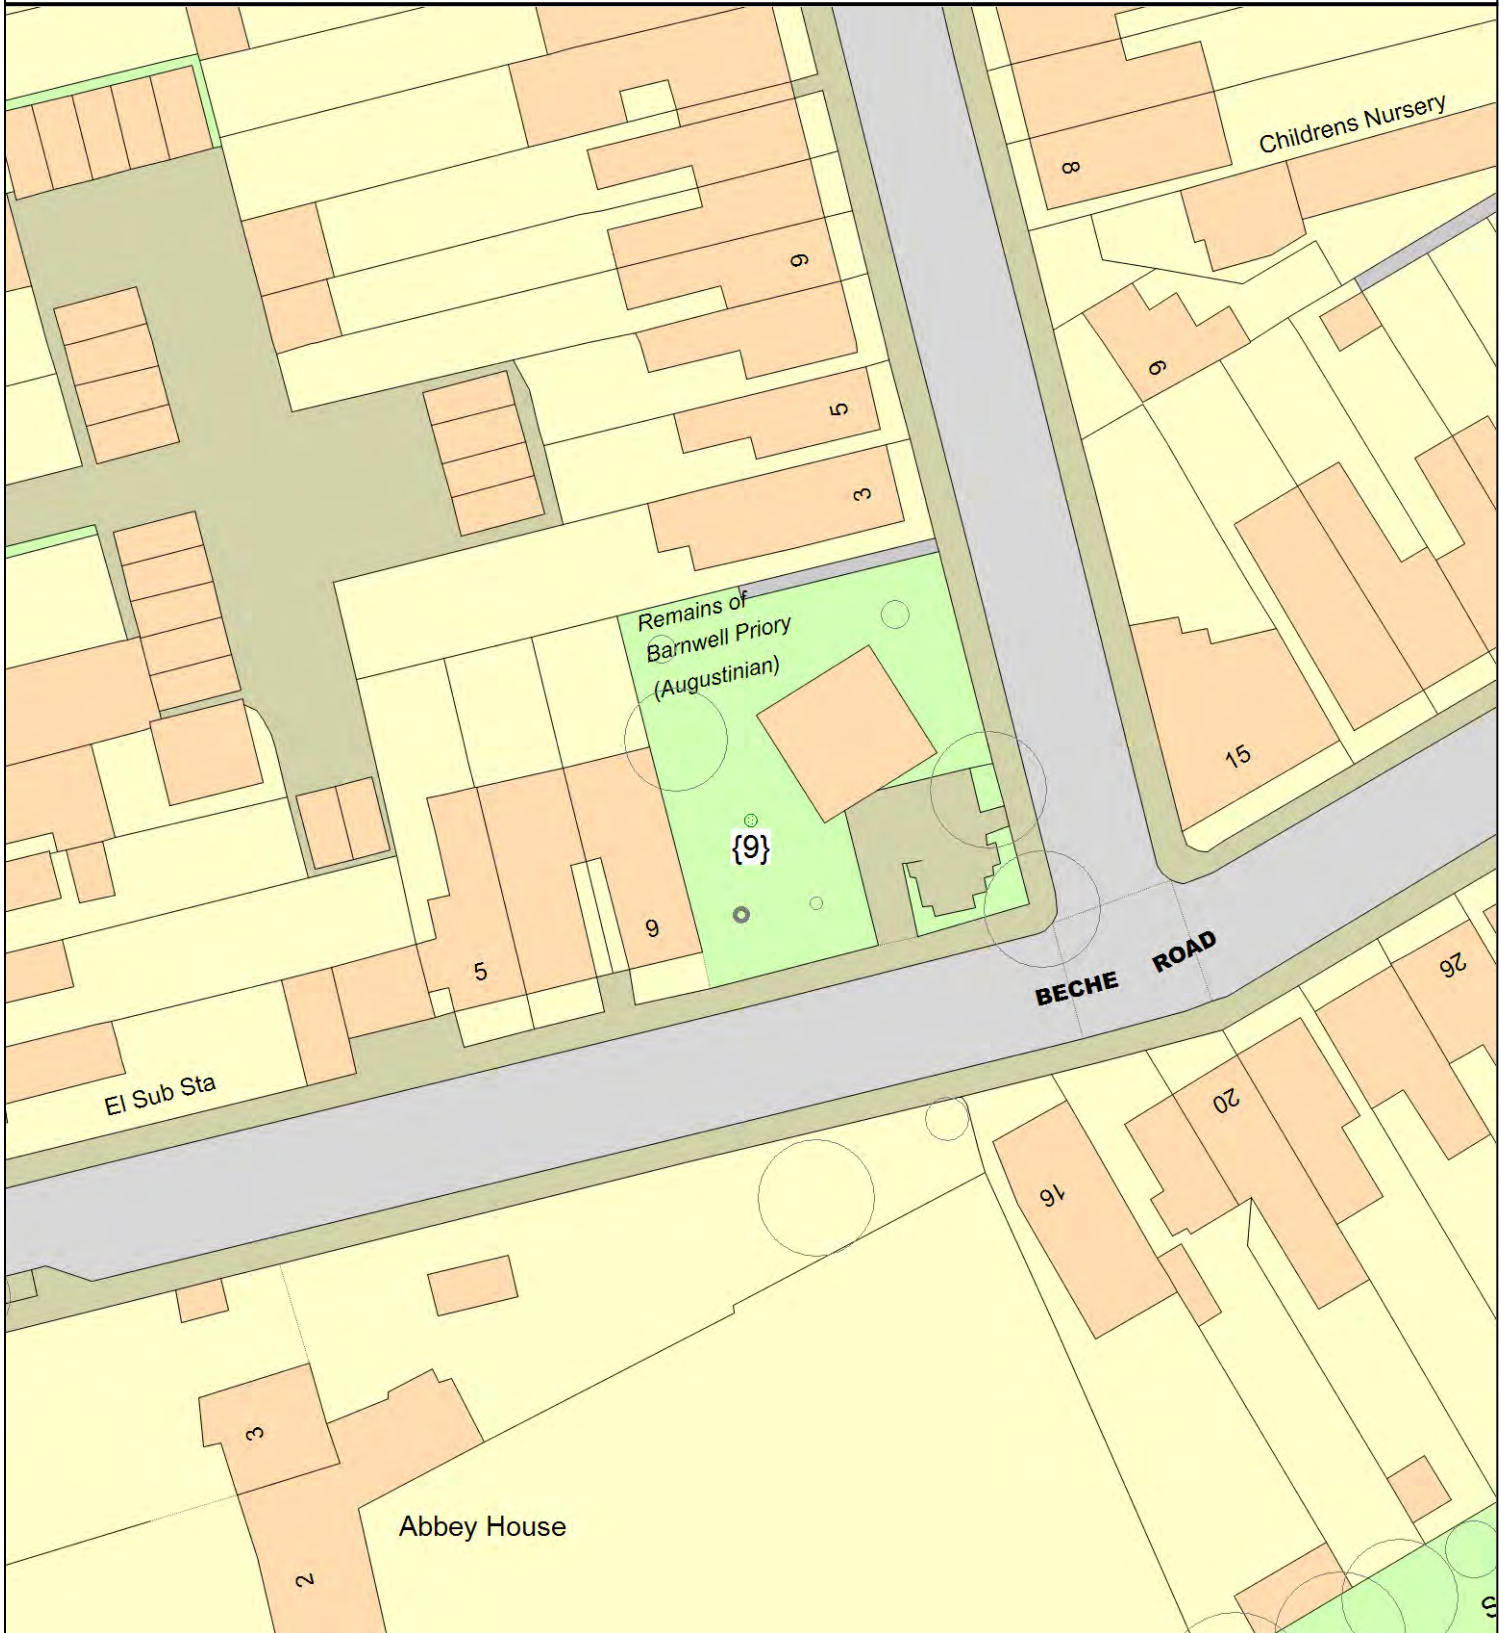 Childrens Nursery
8
9
6
5
3
Remains of
Barnwell Priory
(Augustinian)
15
{9}
9
5
BECHE ROAD
26
El Sub Sta
20
16
3
Abbey House
2
S